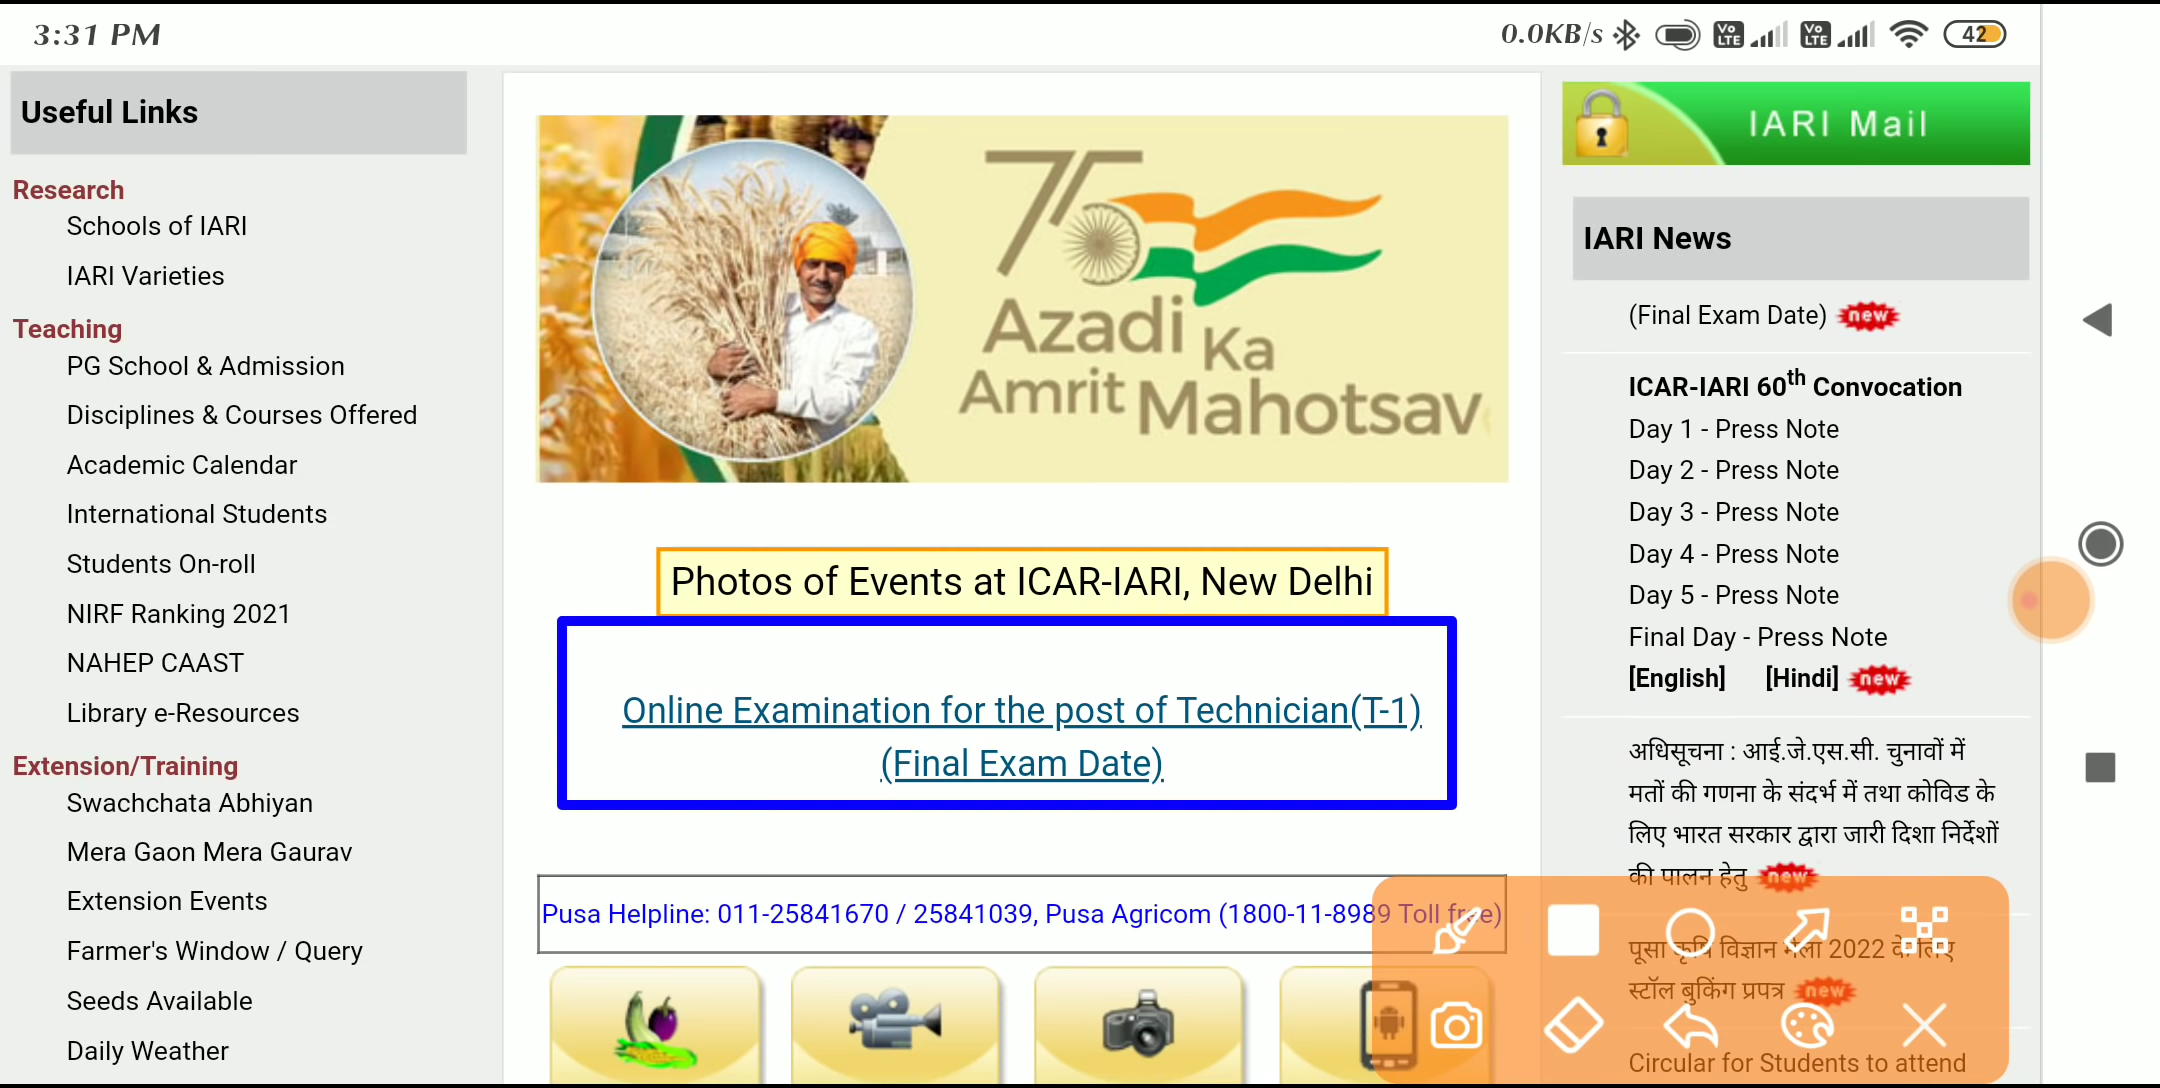 3:31 PM
0.0KB/s
Vo LTE
Vo LTE
42
Useful Links
Research
Schools of IARI
IARI Varieties
Teaching
PG School & Admission
Disciplines & Courses Offered
Academic Calendar
International Students
Students On-roll
NIRF Ranking 2021
NAHEP CAAST
Library e-Resources
Extension/Training
Swachchata Abhiyan
Mera Gaon Mera Gaurav
Extension Events
Farmer's Window / Query
Seeds Available
Daily Weather
75
Azadi Ka
Amrit Mahotsav
Photos of Events at ICAR-IARI, New Delhi
Online Examination for the post of Technician(T-1)
(Final Exam Date)
Pusa Helpline: 011-25841670 / 25841039, Pusa Agricom (1800-11-8989 Toll free)
IARI Mail
IARI News
(Final Exam Date) new
ICAR-IARI 60th Convocation
Day 1 - Press Note
Day 2 - Press Note
Day 3 - Press Note
Day 4 - Press Note
Day 5 - Press Note
Final Day - Press Note
[English] [Hindi] new
अधिसूचना : आई.जे.एस.सी. चुनावों में
मतों की गणना के संदर्भ में तथा कोविड के
लिए भारत सरकार द्वारा जारी दिशा निर्देशों
की पालन हेतु new
पूसा कृषि विज्ञान मेला 2022 के लिए
स्टॉल बुकिंग प्रपत्र new
Circular for Students to attend